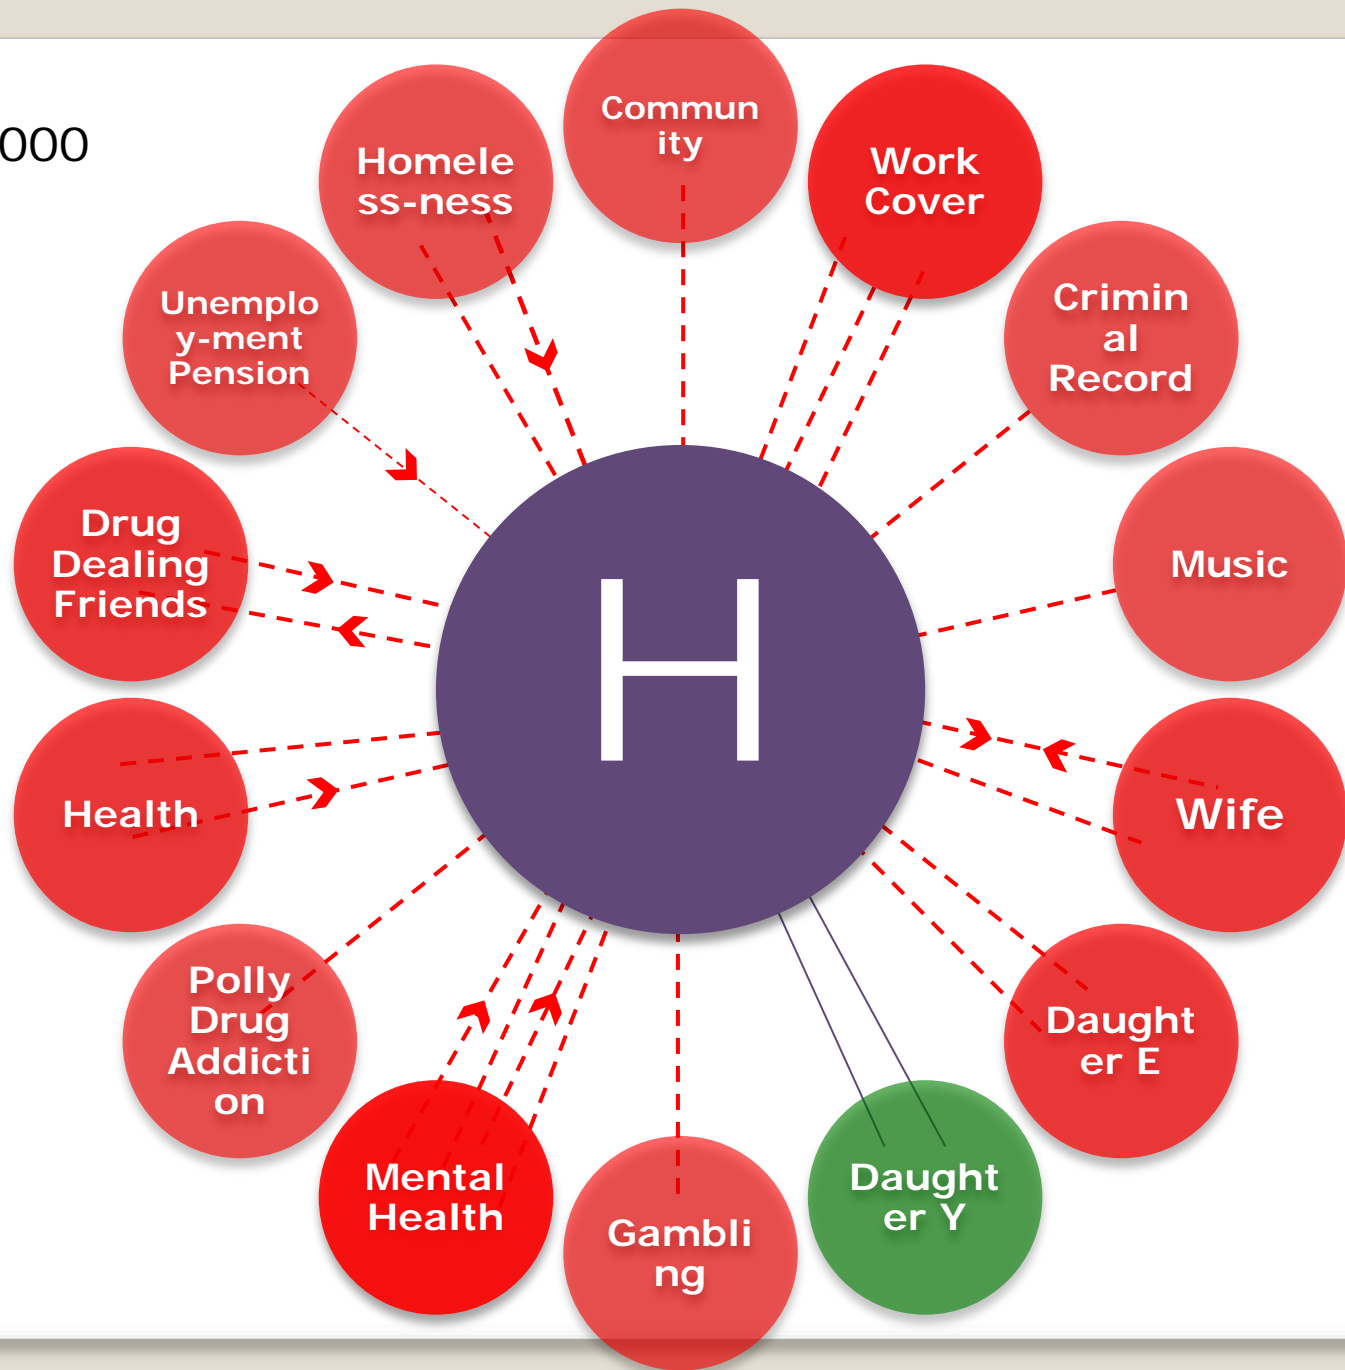 000
Commun
ity
Work
Cover
Crimin
al
Record
Music
Wife
Daught
er E
Daught
er Y
Gambli
ng
Mental
Health
Polly
Drug
Addicti
on
Health
Drug
Dealing
Friends
Unemplo
y-ment
Pension
Homele
ss-ness
H